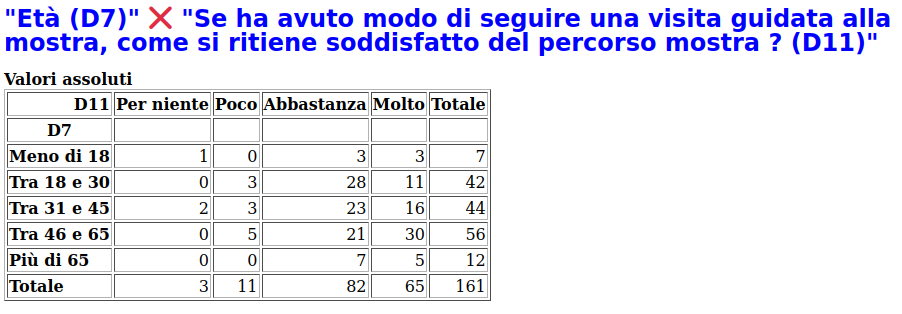 "Età (D7)" ❌ "Se ha avuto modo di seguire una visita guidata alla
mostra, come si ritiene soddisfatto del percorso mostra ? (D11)"
Valori assoluti
D11 Per niente Poco Abbastanza Molto Totale
D7
Meno di 18 1 0 3 3 7
Tra 18 e 30 0 3 28 11 42
Tra 31 e 45 2 3 23 16 44
Tra 46 e 65 0 5 21 30 56
Più di 65 0 0 7 5 12
Totale 3 11 82 65 161